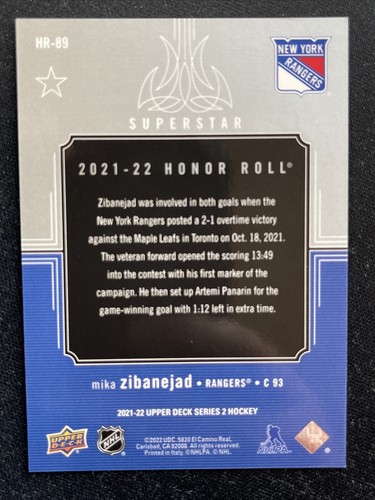 HR-89
NEW YORK
RANGERS
SUPERSTAR
2021-22 HONOR ROLL®
Zibanejad was involved in both goals when the
New York Rangers posted a 2-1 overtime victory
against the Maple Leafs in Toronto on Oct. 18, 2021.
The veteran forward opened the scoring 13:49
into the contest with his first marker of the
campaign. He then set up Artemi Panarin for the
game-winning goal with 1:12 left in extra time.
mika zibanejad • RANGERS® • C 93
2021-22 UPPER DECK SERIES 2 HOCKEY
UPPER DECK
NHL
©2022 UDC. 5830 El Camino Real,
Carlsbad, CA 92008. All rights reserved.
Printed in Italy. ©NHLPA. © NHL.
NHLPA